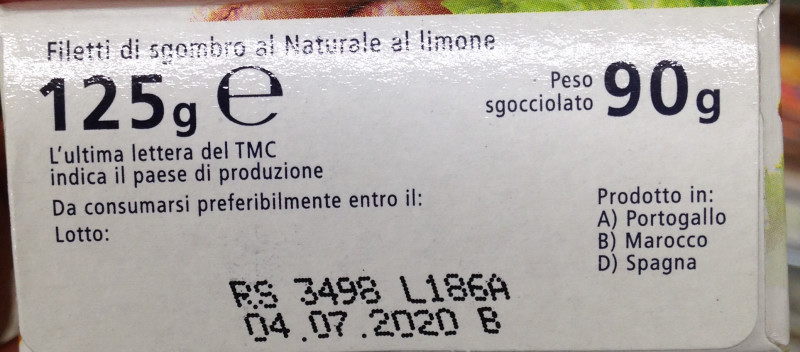 Filetti di sgombro al Naturale al limone
125g e
Peso sgocciolato 90g
L'ultima lettera del TMC
indica il paese di produzione
Da consumarsi preferibilmente entro il:
Lotto:
Prodotto in:
A) Portogallo
B) Marocco
D) Spagna
RS 3498 L186A
04.07.2020 B